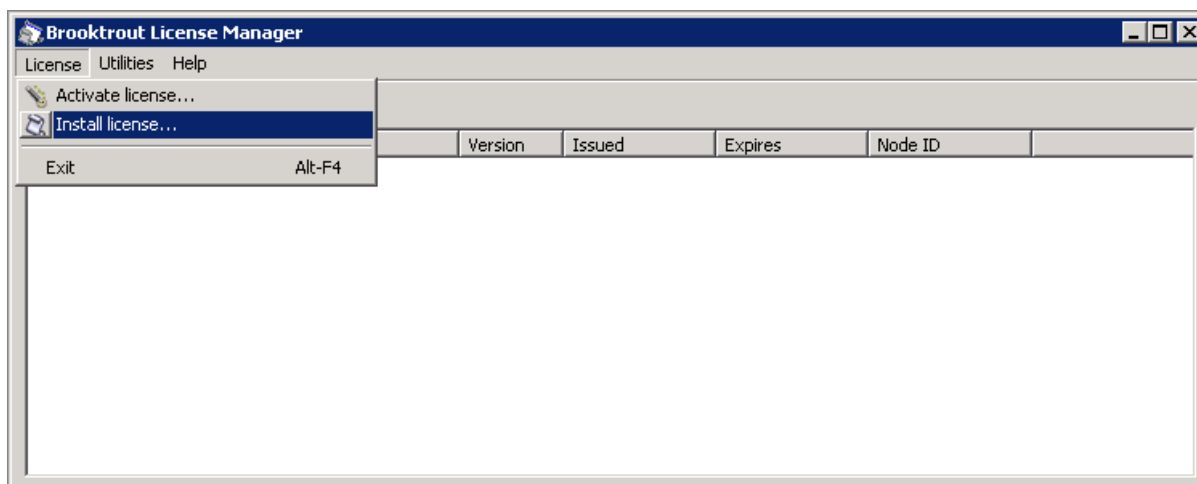 Brooktrout License Manager
License Utilities Help
Activate license...
Install license...
Version Issued Expires Node ID
Exit Alt-F4